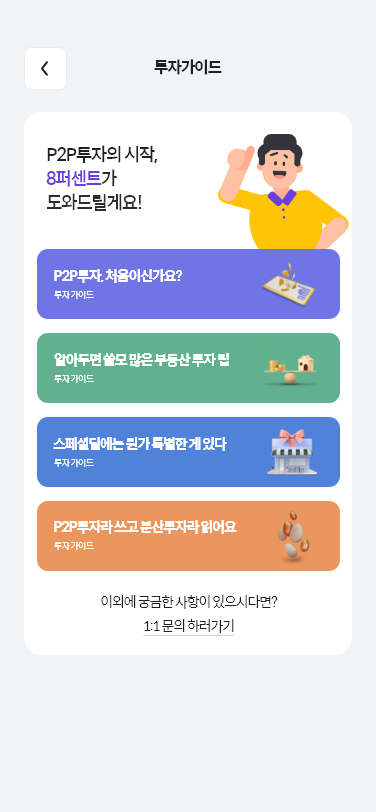 투자가이드
P2P투자의 시작,
8퍼센트가
도와드릴게요!
P2P투자, 처음이신가요?
투자가이드
알아두면 쓸모 많은 부동산 투자 팁
투자가이드
스페셜딜에는 뭔가 특별한 게 있다
투자가이드
P2P투자라 쓰고 분산투자라 읽어요
투자가이드
이외에 궁금한 사항이 있으시다면?
1:1 문의 하러가기